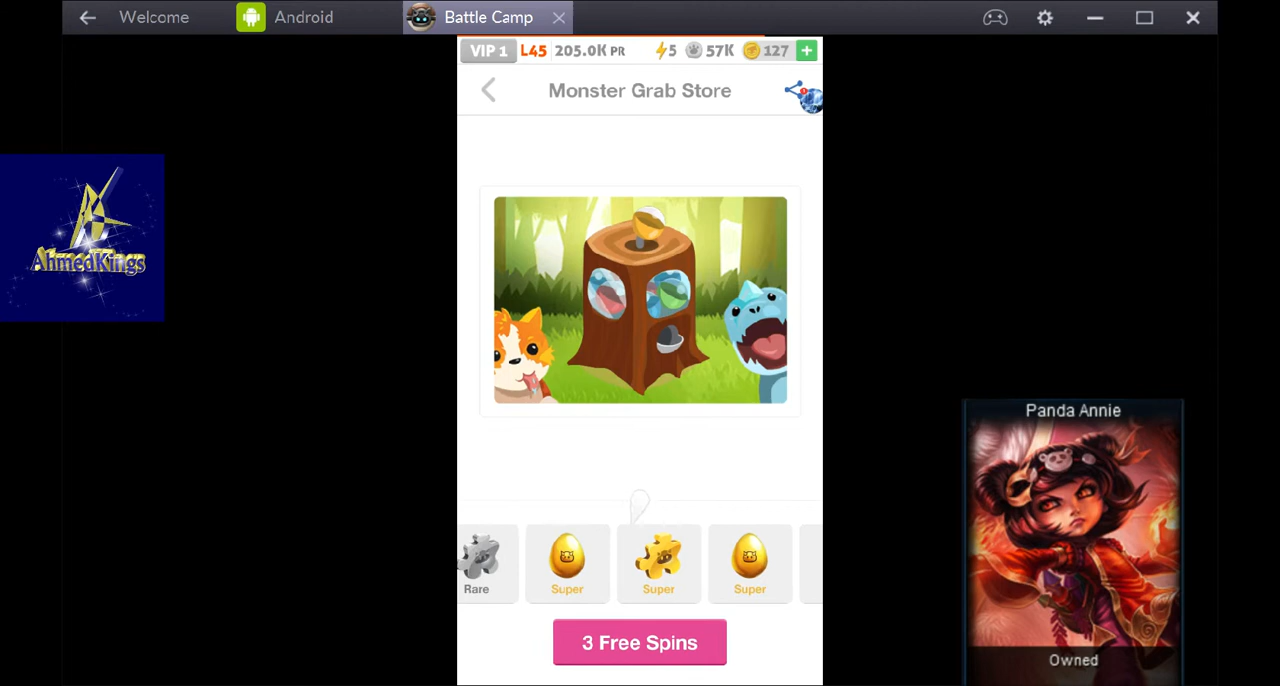 Welcome
Android
Battle Camp
VIP 1 L45 205.0K PR 5 57K 127
Monster Grab Store
AhmedKings
Panda Annie
Rare
Super
Super
Super
3 Free Spins
Owned